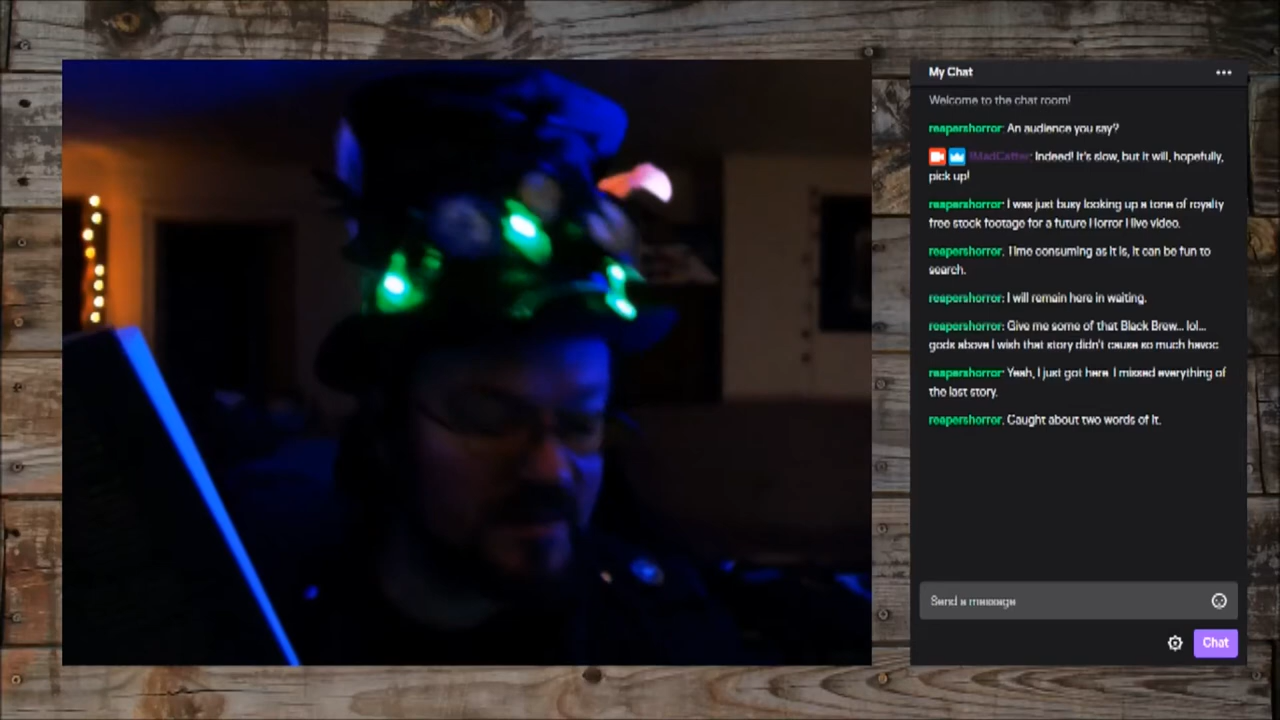 My Chat
Welcome to the chat room!
reapershorror: An audience you say?
IMadCatter: Indeed! It's slow, but it will, hopefully,
pick up!
reapershorror: I was just busy looking up a tone of royalty
free stock footage for a future Horror Hive video.
reapershorror: Time consuming as it is, it can be fun to
search.
reapershorror: I will remain here in waiting.
reapershorror: Give me some of that Black Brew... lol...
gods above I wish that story didn't cause so much havoc.
reapershorror: Yeah, I just got here. I missed everything of
the last story.
reapershorror: Caught about two words of it.
Send a message
Chat